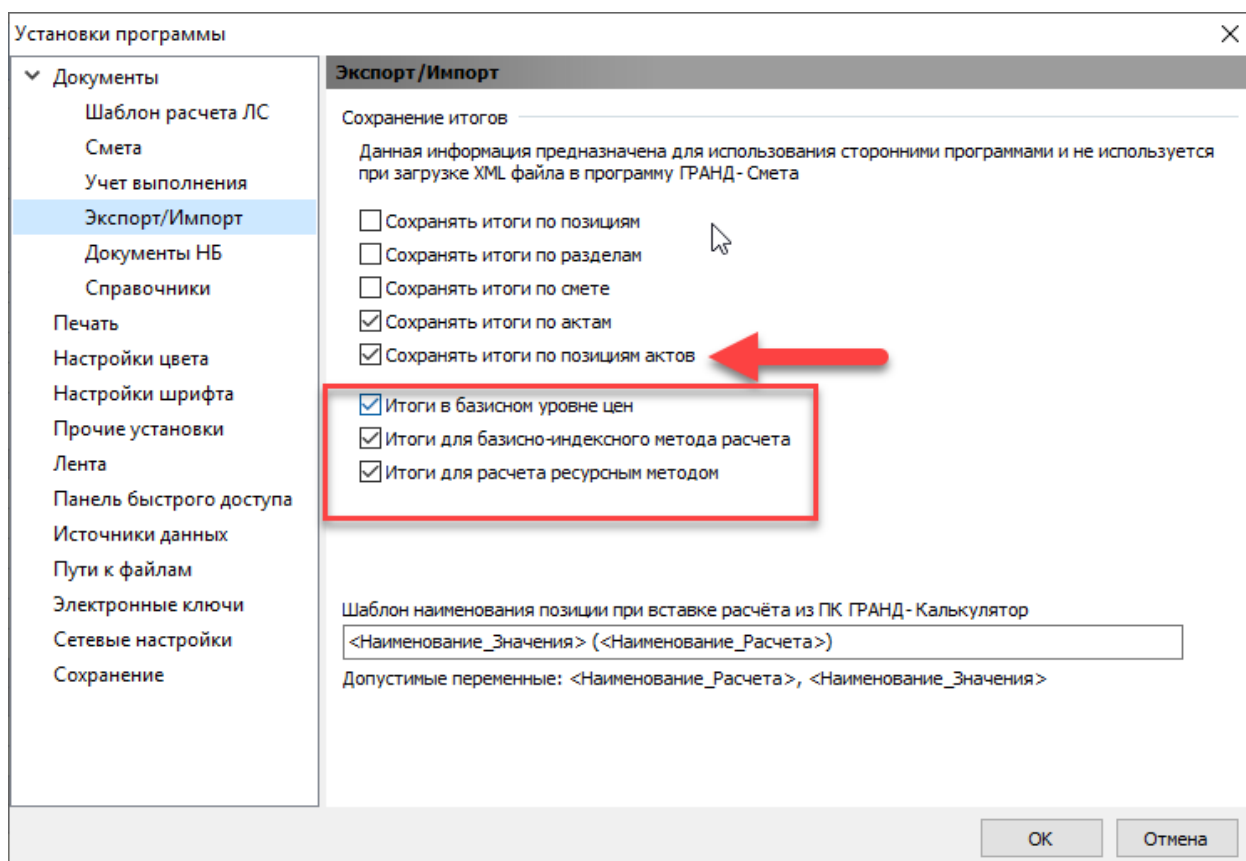 Установки программы
Документы
Шаблон расчета ЛС
Смета
Учет выполнения
Экспорт/Импорт
Документы НБ
Справочники
Печать
Настройки цвета
Настройки шрифта
Прочие установки
Лента
Панель быстрого доступа
Источники данных
Пути к файлам
Электронные ключи
Сетевые настройки
Сохранение
Экспорт/Импорт
Сохранение итогов
Данная информация предназначена для использования сторонними программами и не используется
при загрузке XML файла в программу ГРАНД-Смета
Сохранять итоги по позициям
Сохранять итоги по разделам
Сохранять итоги по смете
Сохранять итоги по актам
Сохранять итоги по позициям актов
Итоги в базисном уровне цен
Итоги для базисно-индексного метода расчета
Итоги для расчета ресурсным методом
Шаблон наименования позиции при вставке расчёта из ПК ГРАНД-Калькулятор
<Наименование_Значения> (<Наименование_Расчета>)
Допустимые переменные: <Наименование_Расчета>, <Наименование_Значения>
ОК
Отмена